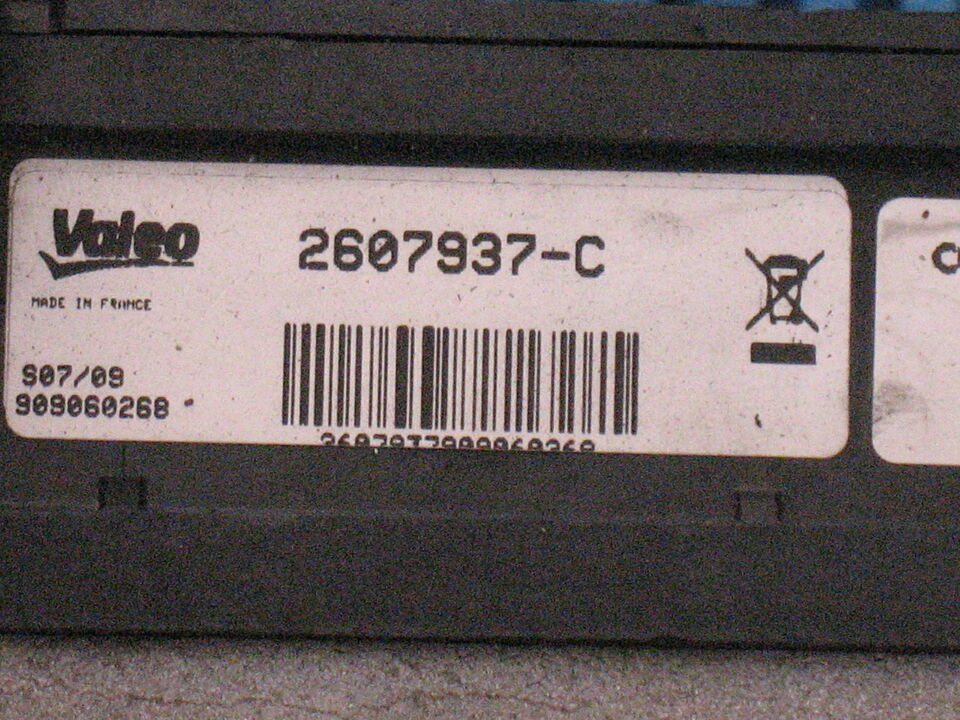 Valeo
2607937-C
MADE IN FRANCE
S07/09
909060268